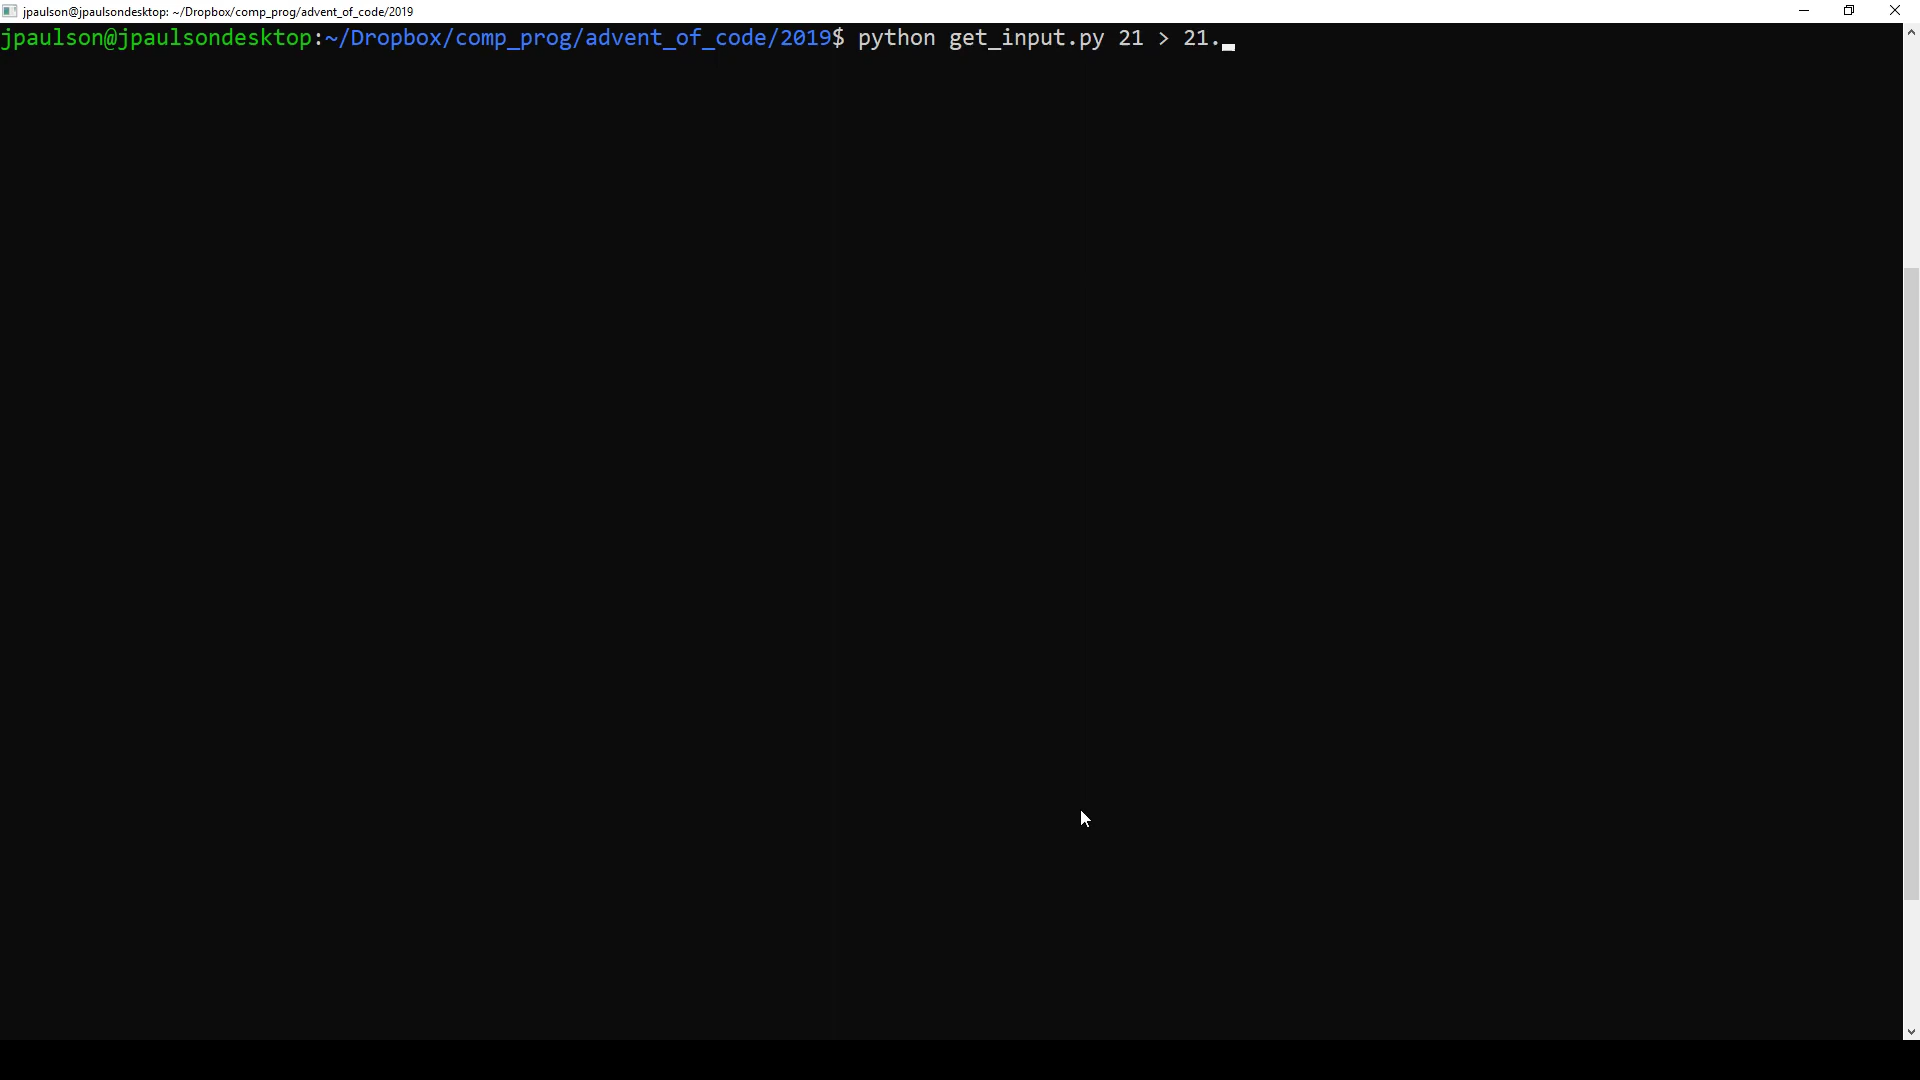 jpaulson@jpaulsondesktop: ~/Dropbox/comp_prog/advent_of_code/2019
jpaulson@jpaulsondesktop:~/Dropbox/comp_prog/advent_of_code/2019$ python get_input.py 21 > 21.